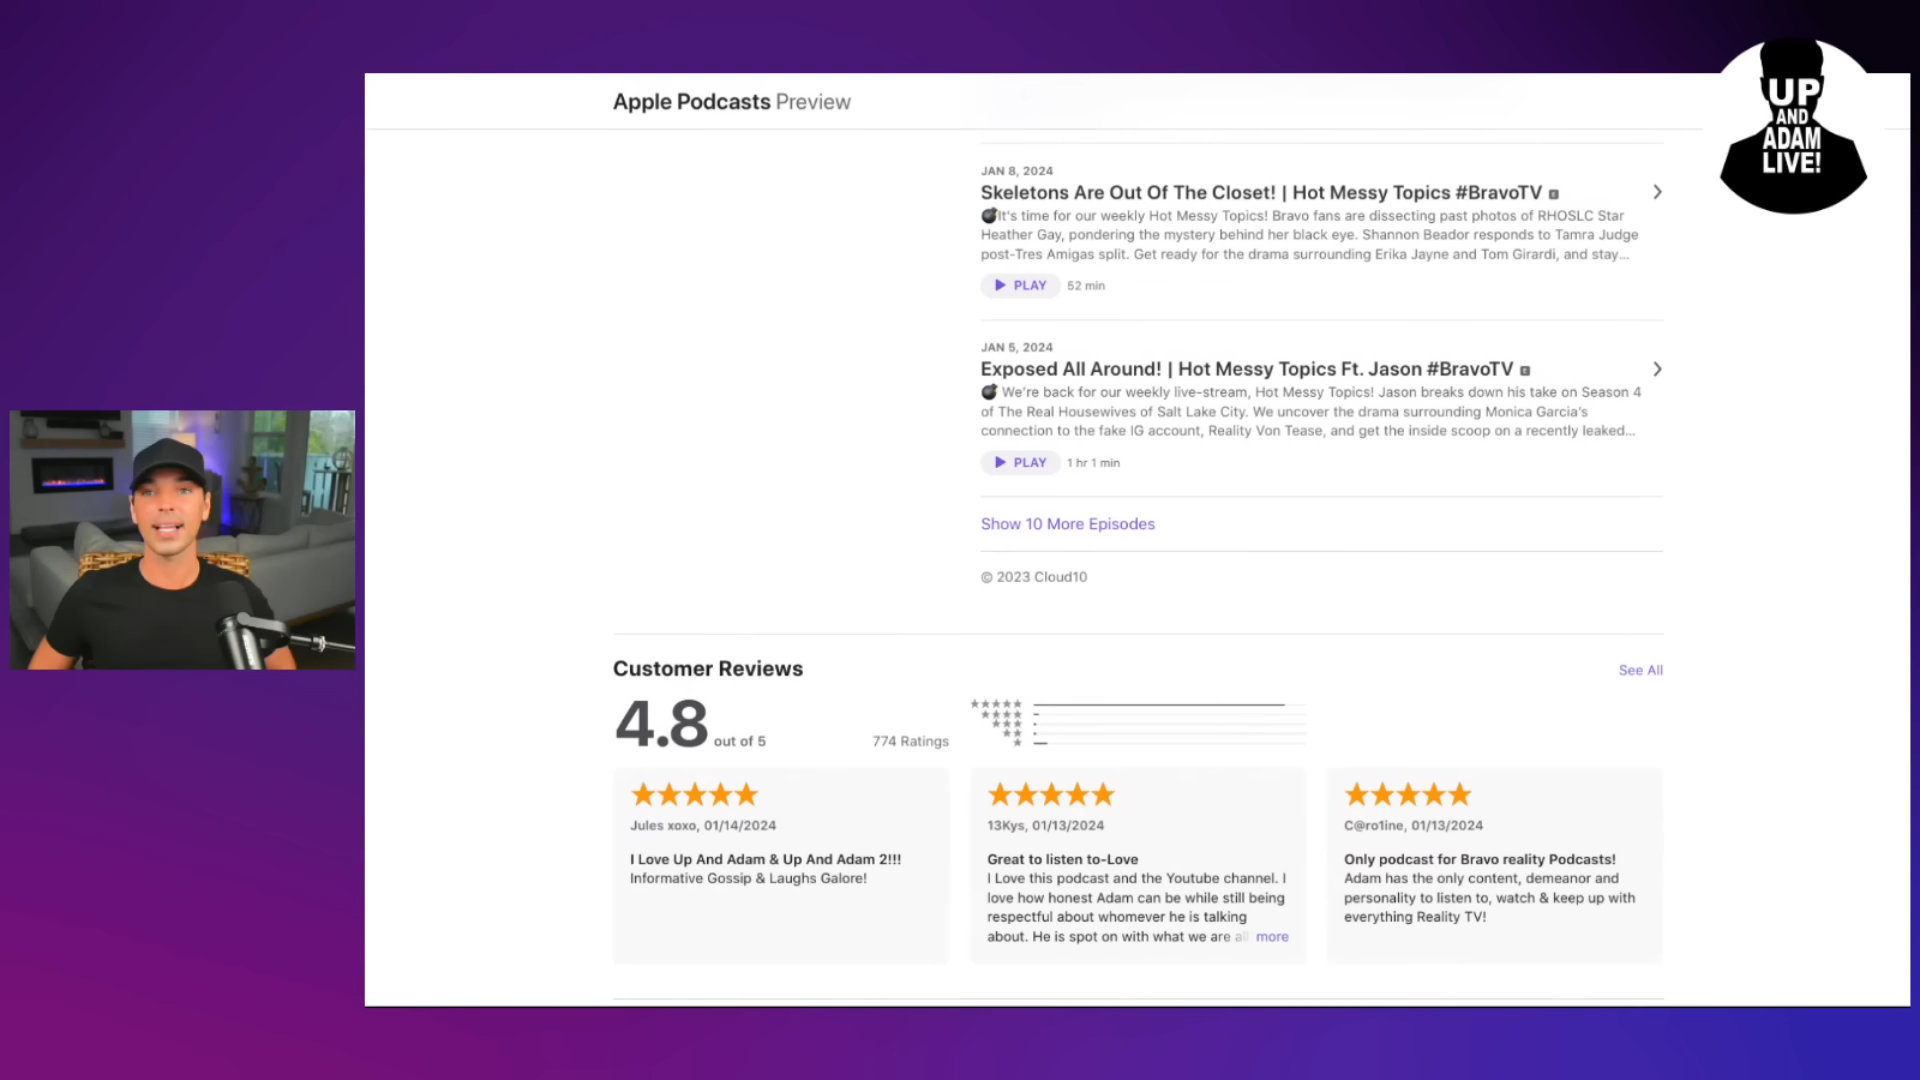 UP
AND
ADAM
LIVE!
Apple Podcasts Preview
JAN 8, 2024
Skeletons Are Out Of The Closet! | Hot Messy Topics #BravoTV E
It's time for our weekly Hot Messy Topics! Bravo fans are dissecting past photos of RHOSLC Star
Heather Gay, pondering the mystery behind her black eye. Shannon Beador responds to Tamra Judge
post-Tres Amigas split. Get ready for the drama surrounding Erika Jayne and Tom Girardi, and stay...
PLAY 52 min
JAN 5, 2024
Exposed All Around! | Hot Messy Topics Ft. Jason #BravoTV E
We're back for our weekly live-stream, Hot Messy Topics! Jason breaks down his take on Season 4
of The Real Housewives of Salt Lake City. We uncover the drama surrounding Monica Garcia's
connection to the fake IG account, Reality Von Tease, and get the inside scoop on a recently leaked...
PLAY 1 hr 1 min
Show 10 More Episodes
© 2023 Cloud10
Customer Reviews
See All
4.8 out of 5
774 Ratings
Jules xoxo, 01/14/2024
I Love Up And Adam & Up And Adam 2!!!
Informative Gossip & Laughs Galore!
13Kys, 01/13/2024
Great to listen to-Love
I Love this podcast and the Youtube channel. I
love how honest Adam can be while still being
respectful about whomever he is talking
about. He is spot on with what we are all more
C@ro1ine, 01/13/2024
Only podcast for Bravo reality Podcasts!
Adam has the only content, demeanor and
personality to listen to, watch & keep up with
everything Reality TV!